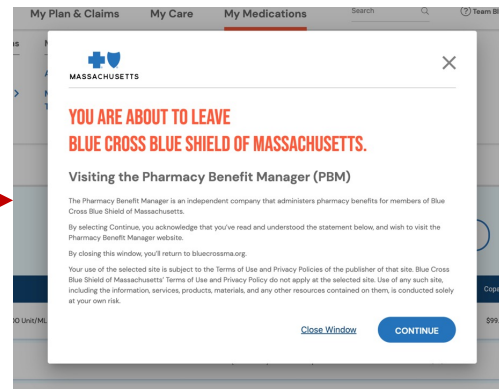 My Plan & Claims My Care My Medications Search Team Bl
MASSACHUSETTS
YOU ARE ABOUT TO LEAVE
BLUE CROSS BLUE SHIELD OF MASSACHUSETTS.
Visiting the Pharmacy Benefit Manager (PBM)
The Pharmacy Benefit Manager is an independent company that administers pharmacy benefits for members of Blue
Cross Blue Shield of Massachusetts.
By selecting Continue, you acknowledge that you've read and understood the statement below, and wish to visit the
Pharmacy Benefit Manager website.
By closing this window, you'll return to bluecrossma.org.
Your use of the selected site is subject to the Terms of Use and Privacy Policies of the publisher of that site. Blue Cross
Blue Shield of Massachusetts' Terms of Use and Privacy Policy do not apply at the selected site. Use of any such site,
including the information, services, products, materials, and any other resources contained on them, is conducted solely
at your own risk.
Copa
00 Unit/ML $99.
Close Window CONTINUE